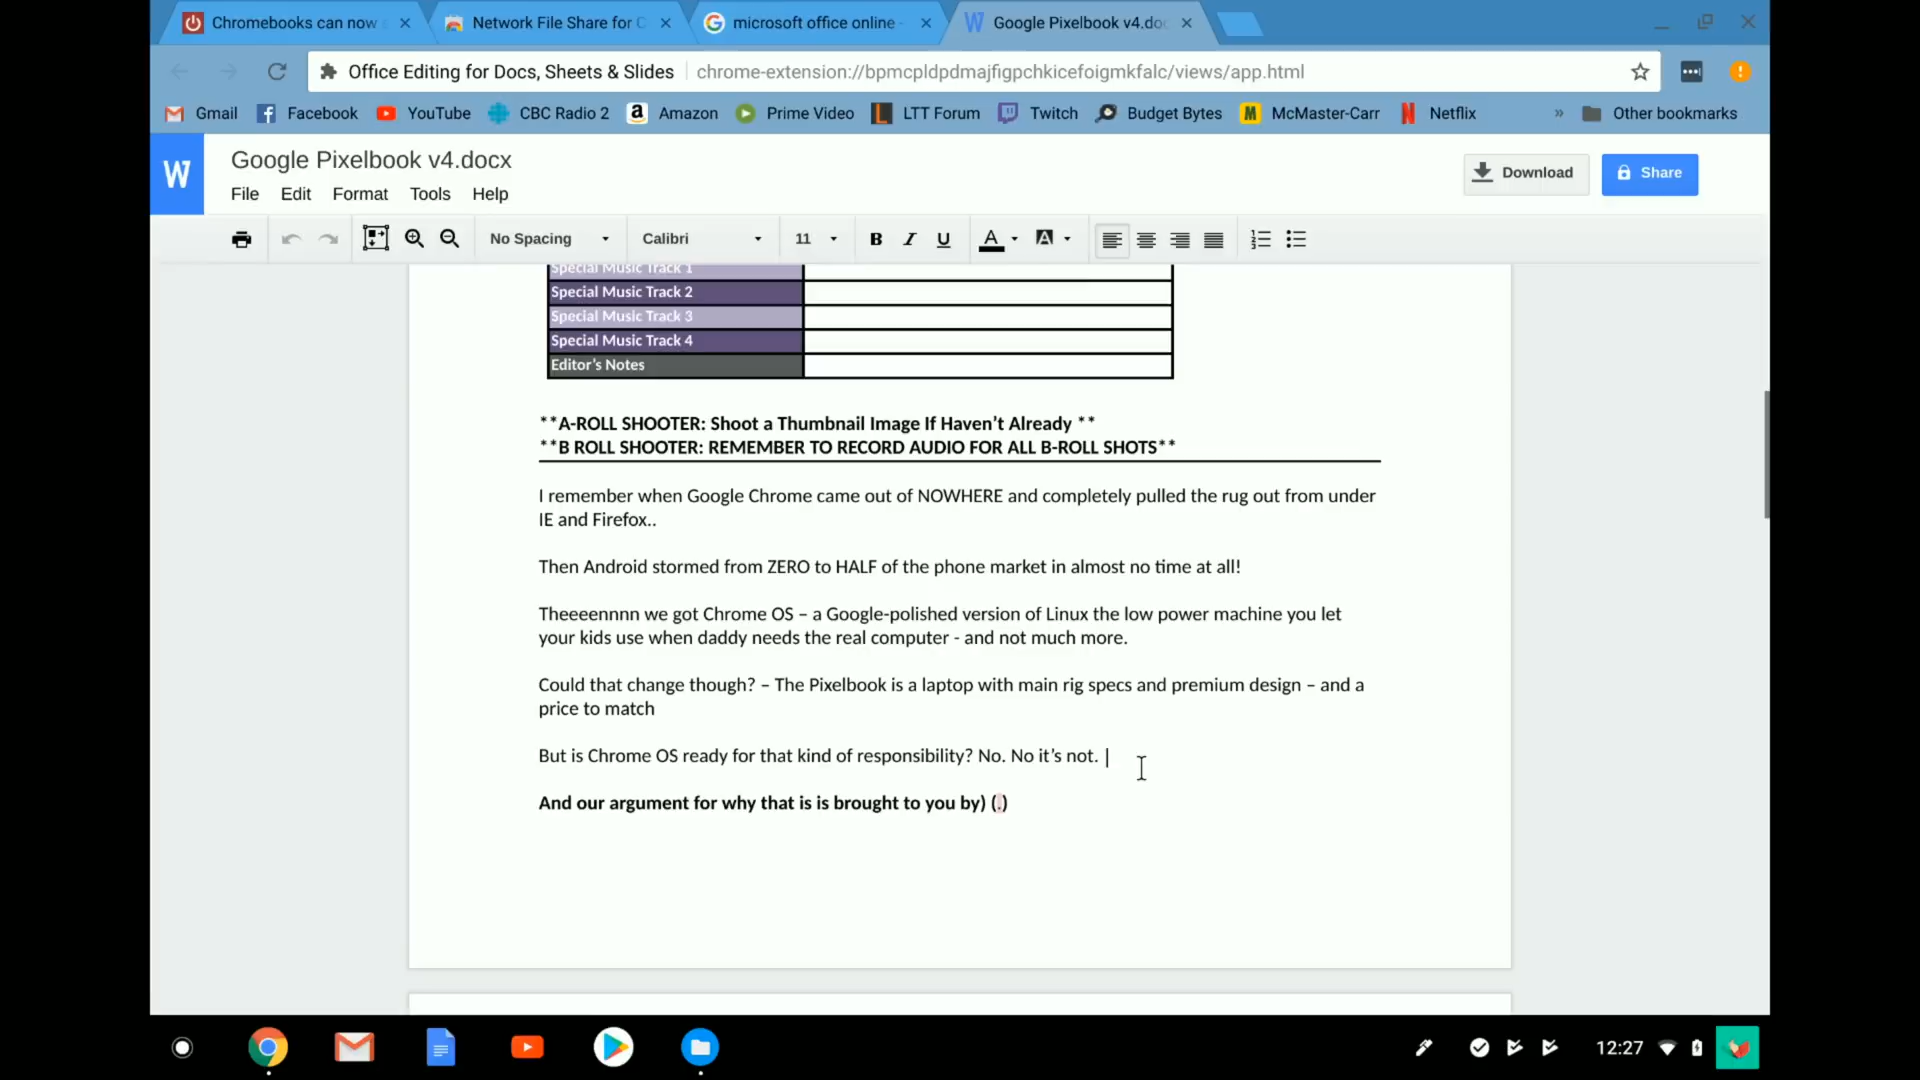 Chromebooks can now
Network File Share for C
microsoft office online -
Google Pixelbook v4.doc
Office Editing for Docs, Sheets & Slides
chrome-extension://bpmcpldpdmajfigpchkicefoigmkfalc/views/app.html
Gmail
Facebook
YouTube
CBC Radio 2
Amazon
Prime Video
LTT Forum
Twitch
Budget Bytes
McMaster-Carr
Netflix
»
Other bookmarks
W
Google Pixelbook v4.docx
File Edit Format Tools Help
Download
Share
No Spacing
Calibri
11
B I U A A
Special Music Track 1
Special Music Track 2
Special Music Track 3
Special Music Track 4
Editor's Notes
**A-ROLL SHOOTER: Shoot a Thumbnail Image If Haven't Already **
**B ROLL SHOOTER: REMEMBER TO RECORD AUDIO FOR ALL B-ROLL SHOTS**
I remember when Google Chrome came out of NOWHERE and completely pulled the rug out from under
IE and Firefox..
Then Android stormed from ZERO to HALF of the phone market in almost no time at all!
Theeeennnn we got Chrome OS – a Google-polished version of Linux the low power machine you let
your kids use when daddy needs the real computer - and not much more.
Could that change though? – The Pixelbook is a laptop with main rig specs and premium design – and a
price to match
But is Chrome OS ready for that kind of responsibility? No. No it's not.
And our argument for why that is is brought to you by) (.)
12:27